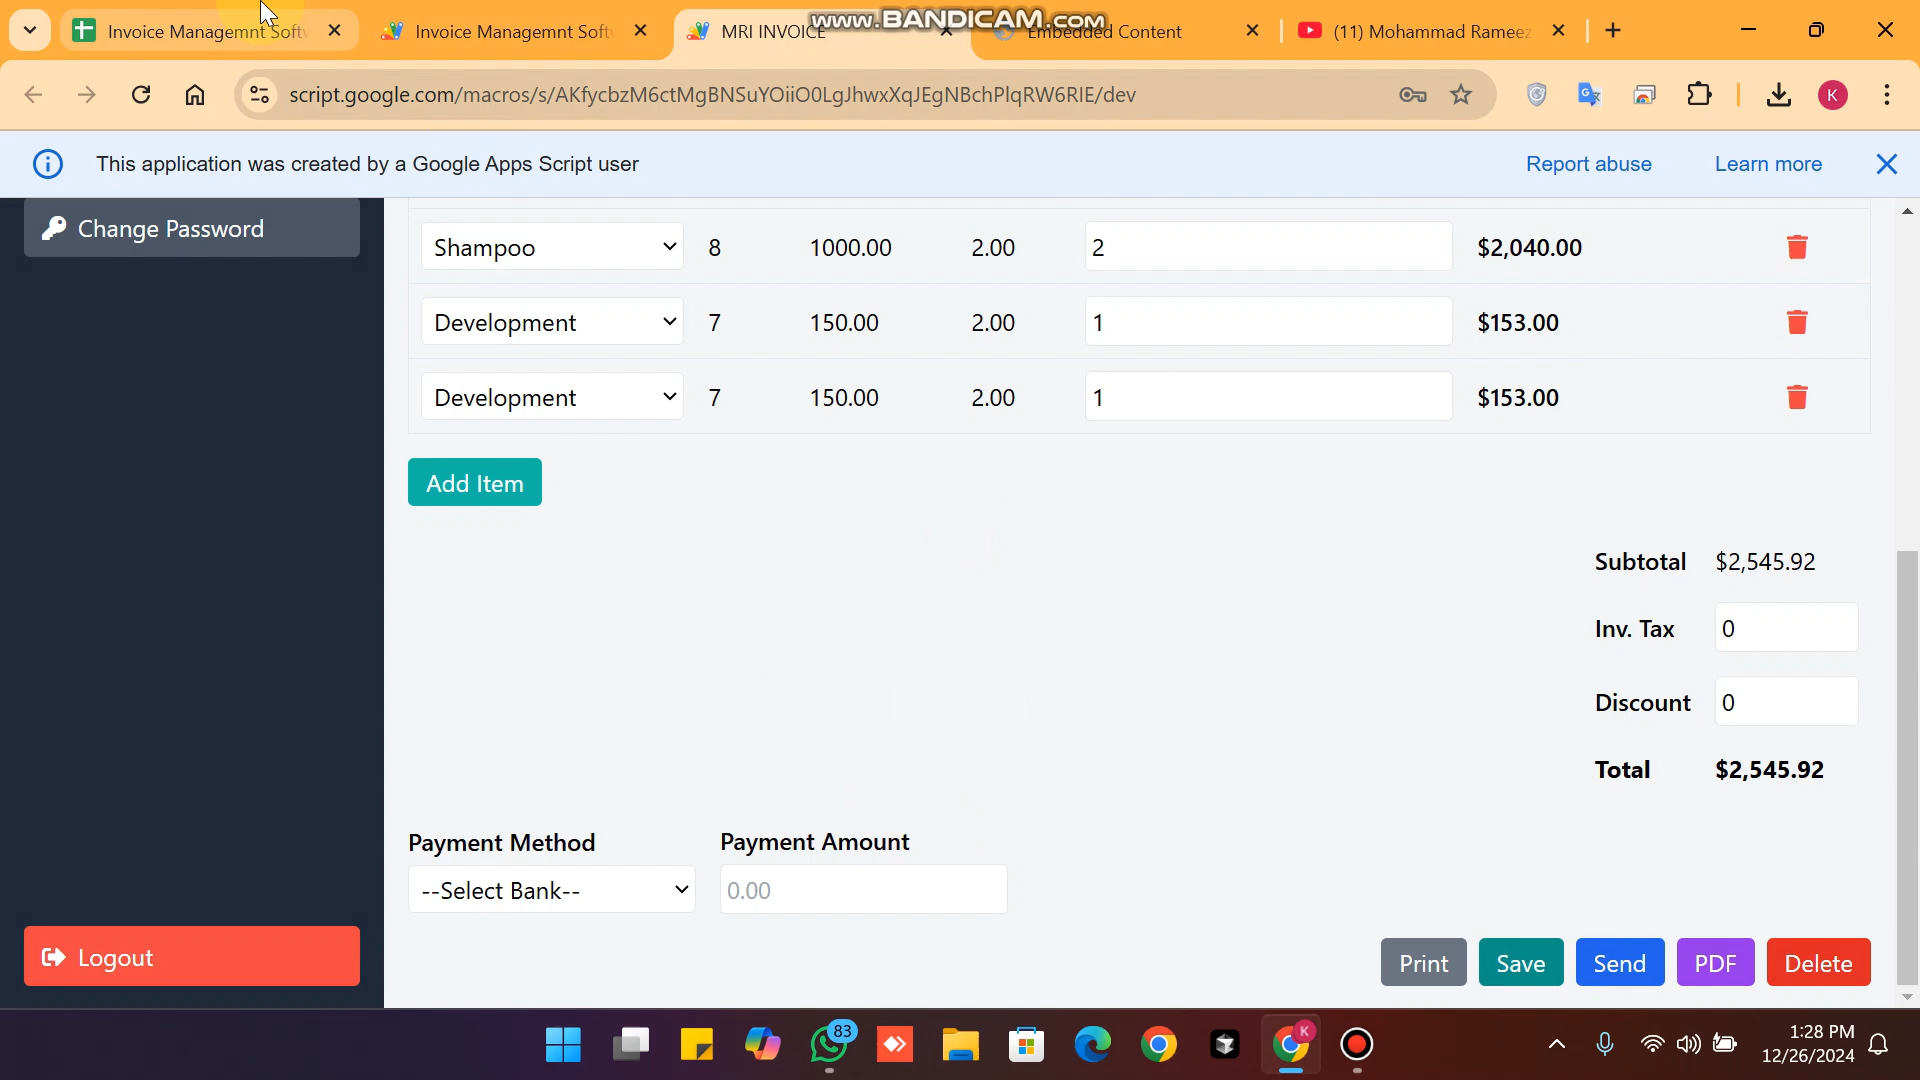 Invoice Managemnt Softw
Invoice Managemnt Soft
MRI INVOICE
www.BANDICAM.com
Embedded Content
(11) Mohammad Rameez
script.google.com/macros/s/AKfycbzM6ctMgBNSuYOiiO0LgJhwxXqJEgNBchPlqRW6RIE/dev
K
This application was created by a Google Apps Script user
Report abuse
Learn more
Change Password
Shampoo 8 1000.00 2.00 2 $2,040.00
Development 7 150.00 2.00 1 $153.00
Development 7 150.00 2.00 1 $153.00
Add Item
Subtotal $2,545.92
Inv. Tax 0
Discount 0
Total $2,545.92
Payment Method Payment Amount
--Select Bank-- 0.00
Logout
Print Save Send PDF Delete
83
K
1:28 PM
12/26/2024